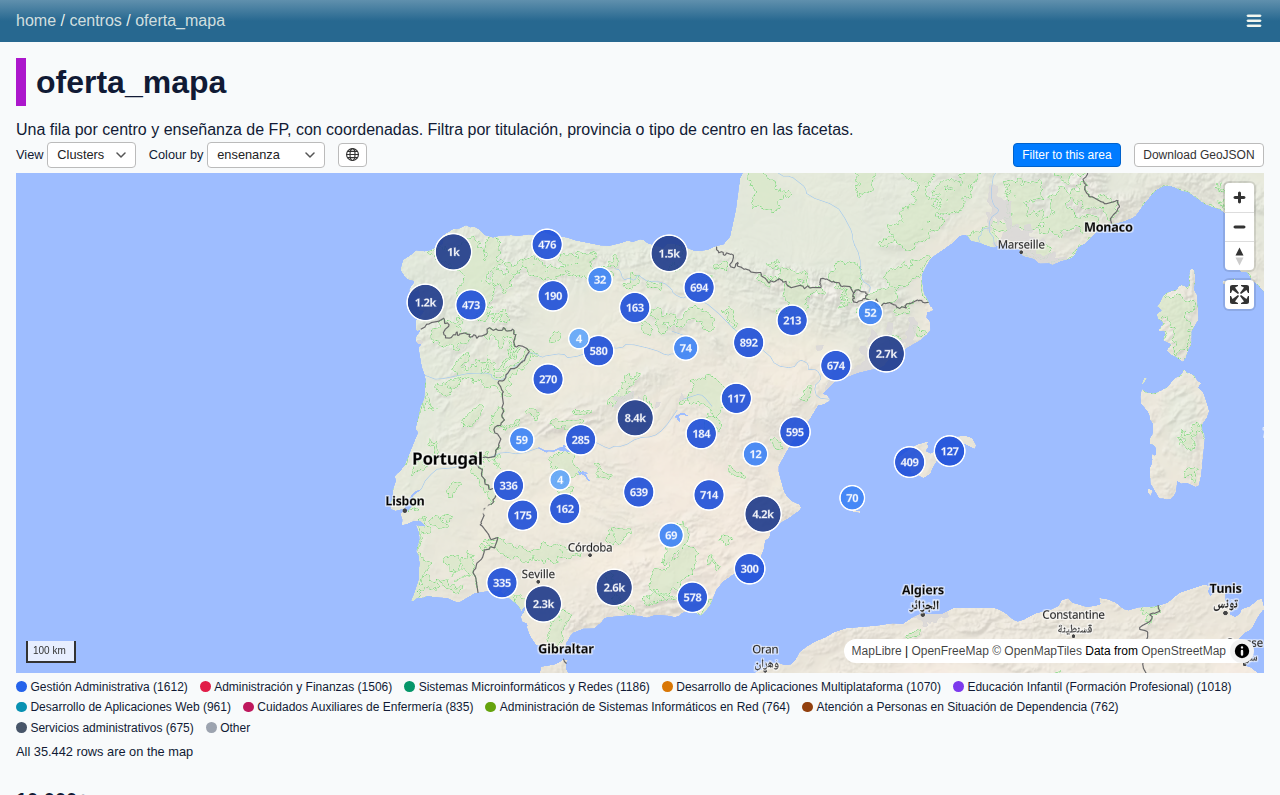 home / centros / oferta_mapa
oferta_mapa
Una fila por centro y enseñanza de FP, con coordenadas. Filtra por titulación, provincia o tipo de centro en las facetas.
View Clusters Colour by ensenanza Filter to this area Download GeoJSON
Monaco
Marseille
476
1k
1.5k
32
694
190
1.2k
473
163
52
213
4
892
74
580
2.7k
674
270
117
8.4k
595
184
59
285
127
12
Portugal
409
4
336
639
714
70
Lisbon
162
175
4.2k
69
Córdoba
300
Seville
335
2.6k
Algiers
Tunis
578
2.3k
الجزائر
تونس
Constantine
قسنطينة
Gibraltar
Oran
وهران
100 km
MapLibre | OpenFreeMap © OpenMapTiles Data from OpenStreetMap
Gestión Administrativa (1612) Administración y Finanzas (1506) Sistemas Microinformáticos y Redes (1186) Desarrollo de Aplicaciones Multiplataforma (1070) Educación Infantil (Formación Profesional) (1018)
Desarrollo de Aplicaciones Web (961) Cuidados Auxiliares de Enfermería (835) Administración de Sistemas Informáticos en Red (764) Atención a Personas en Situación de Dependencia (762)
Servicios administrativos (675) Other
All 35.442 rows are on the map